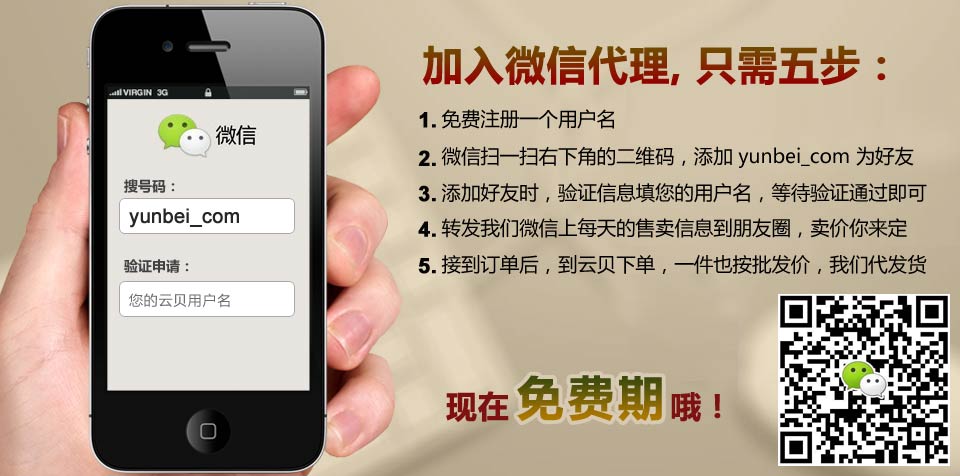 VIRGIN 3G
微信
搜号码：
yunbei_com
验证申请：
您的云贝用户名
加入微信代理, 只需五步：
1. 免费注册一个用户名
2. 微信扫一扫右下角的二维码，添加 yunbei_com 为好友
3. 添加好友时，验证信息填您的用户名，等待验证通过即可
4. 转发我们微信上每天的售卖信息到朋友圈，卖价你来定
5. 接到订单后，到云贝下单，一件也按批发价，我们代发货
现在 免费期 哦！